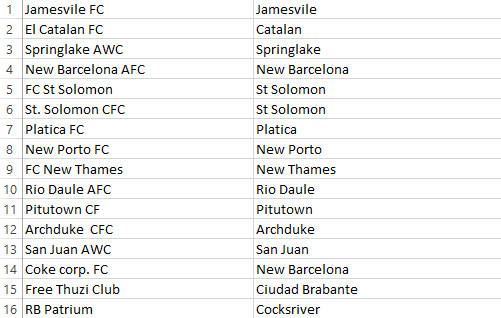 1 Jamesvile FC Jamesvile
2 El Catalan FC Catalan
3 Springlake AWC Springlake
4 New Barcelona AFC New Barcelona
5 FC St Solomon St Solomon
6 St. Solomon CFC St Solomon
7 Platica FC Platica
8 New Porto FC New Porto
9 FC New Thames New Thames
10 Rio Daule AFC Rio Daule
11 Pitutown CF Pitutown
12 Archduke  CFC Archduke
13 San Juan AWC San Juan
14 Coke corp. FC New Barcelona
15 Free Thuzi Club Ciudad Brabante
16 RB Patrium Cocksriver